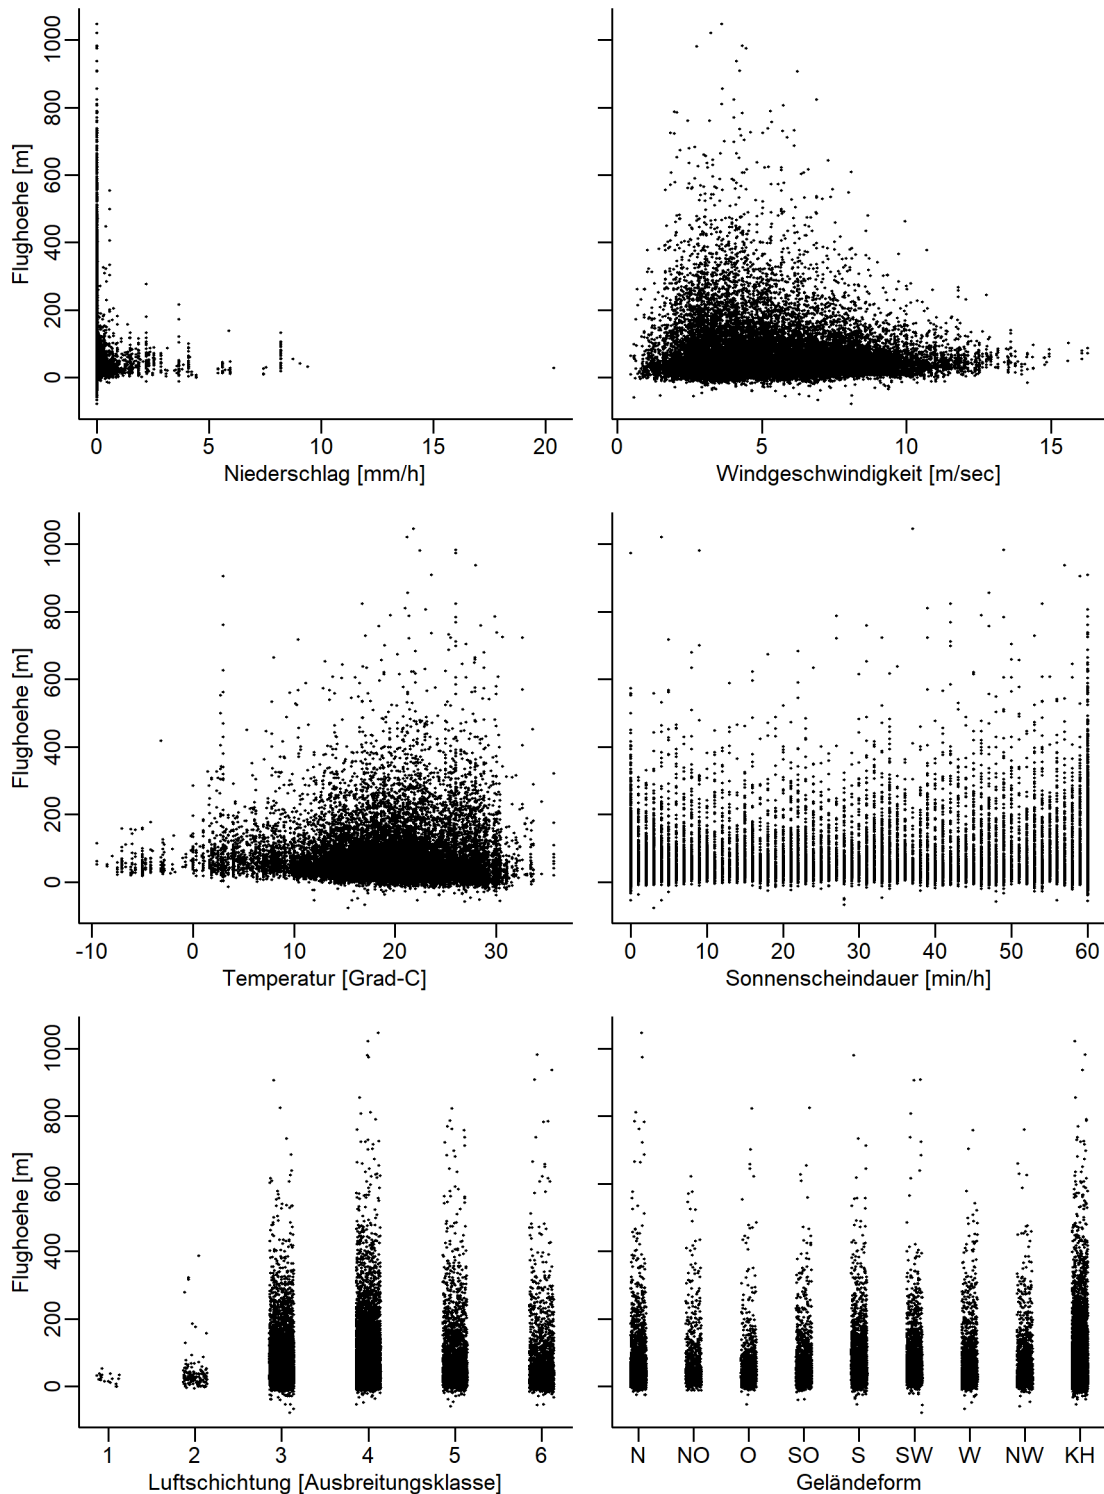 Flughoehe [m]
1000
800
600
400
200
0
0 5 10 15 20
Niederschlag [mm/h]
0 5 10 15
Windgeschwindigkeit [m/sec]
Flughoehe [m]
1000
800
600
400
200
0
-10 0 10 20 30
Temperatur [Grad-C]
0 10 20 30 40 50 60
Sonnenscheindauer [min/h]
Flughoehe [m]
1000
800
600
400
200
0
1 2 3 4 5 6
Luftschichtung [Ausbreitungsklasse]
N NO O SO S SW W NW KH
Geländeform